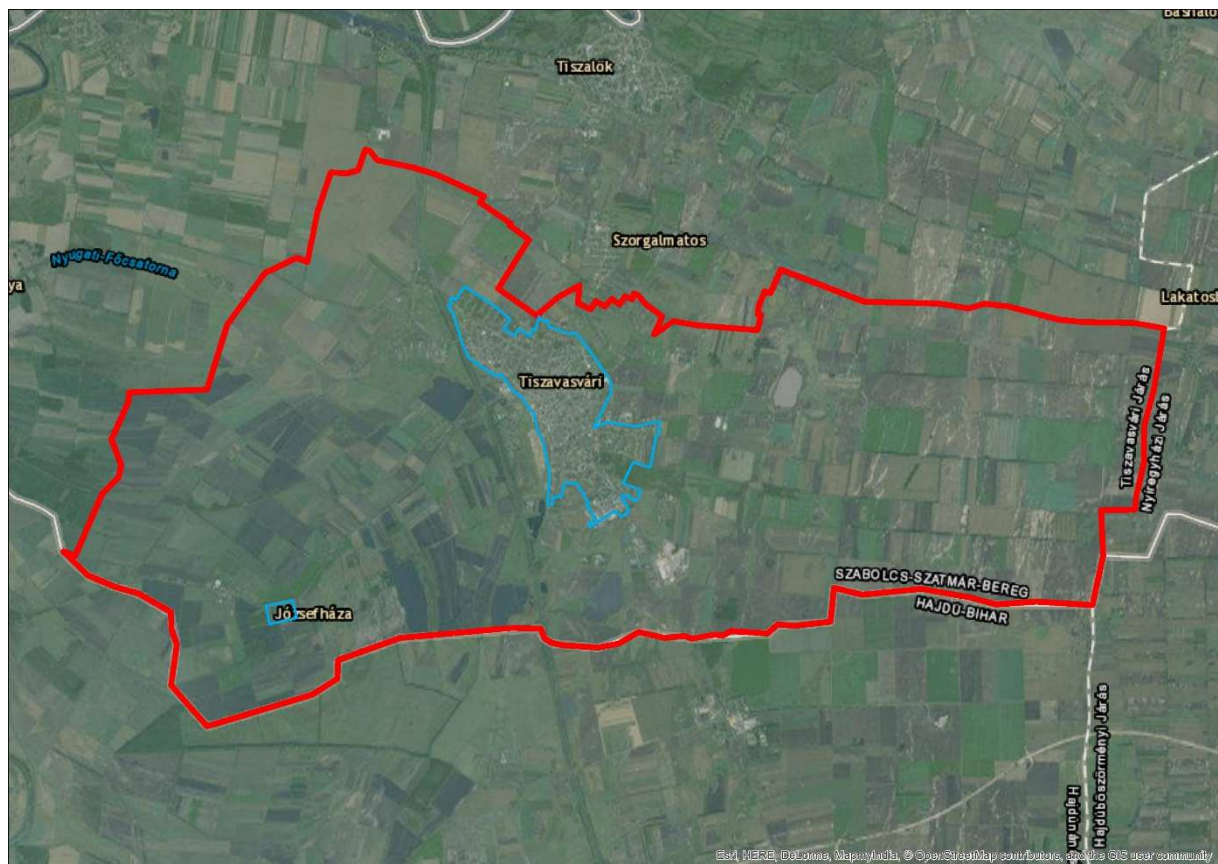 Tiszalök
Szorgalmatos
Nyugati-Főcsatorna
ya
Tiszavasvári
Tiszavasvári Járás
Nyíregyházi Járás
SZABOLCS-SZATMÁR-BEREG
HAJDÚ-BIHAR
Józsefháza
Hajdúböszörményi Járás
Esri, HERE, DeLorme, MapmyIndia, © OpenStreetMap contributors, and the GIS user community